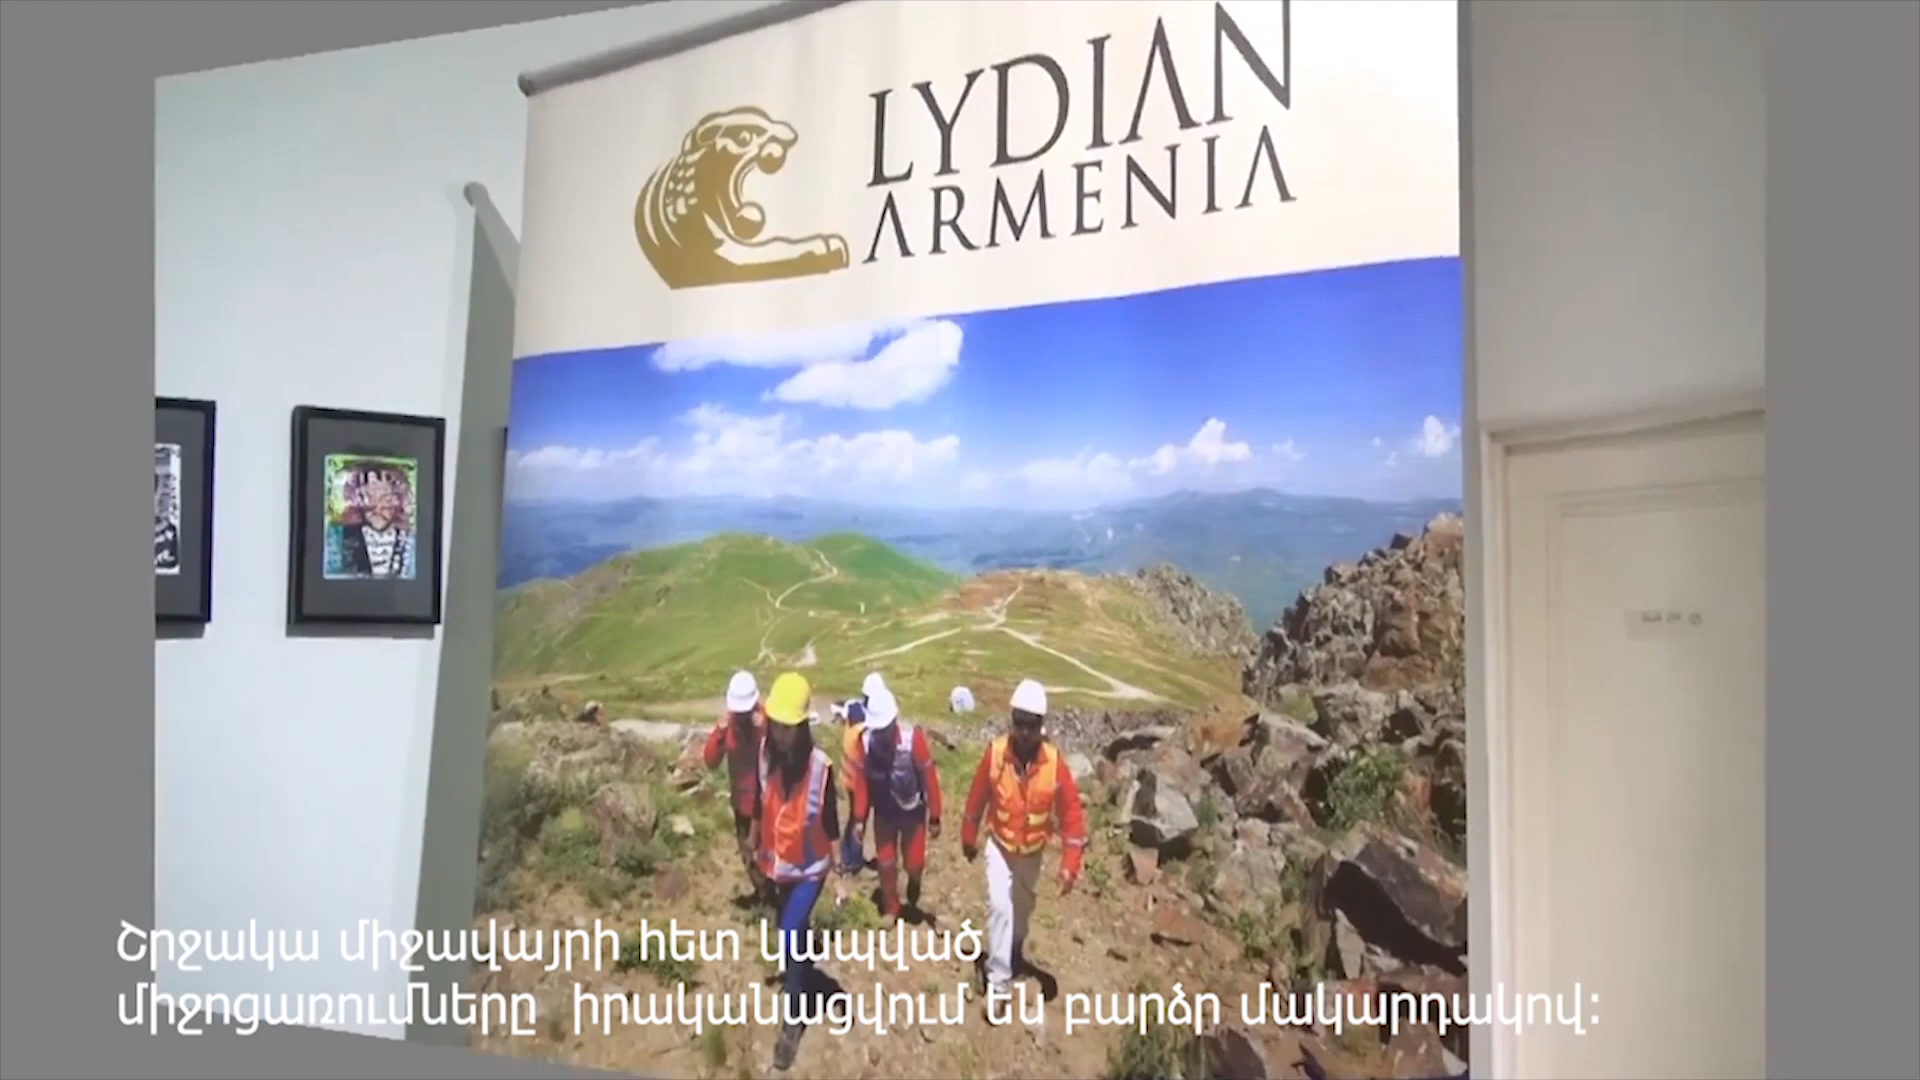 LYDIAN
ARMENIA
Շրջակա միջավայրի հետ կապված
միջոցառումները իրականացվում են բարձր մակարդակով: